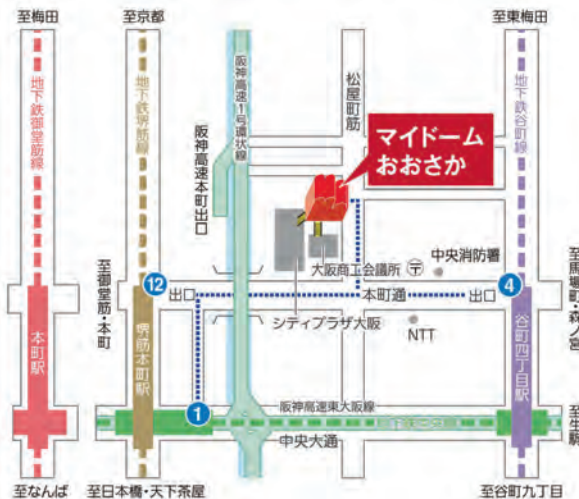 至梅田
至京都
至東梅田
地下鉄御堂筋線
地下鉄堺筋線
阪神高速1号環状線
阪神高速本町出口
松屋町筋
地下鉄谷町線
マイドーム
おおさか
大阪商工会議所
〒
中央消防署
至御堂筋・本町
12
出口
本町通
出口
4
至馬場町・森ノ宮
シティプラザ大阪
NTT
本町駅
堺筋本町駅
谷町四丁目駅
1
阪神高速東大阪線
中央大通
至生駒
至なんば
至日本橋・天下茶屋
至谷町九丁目